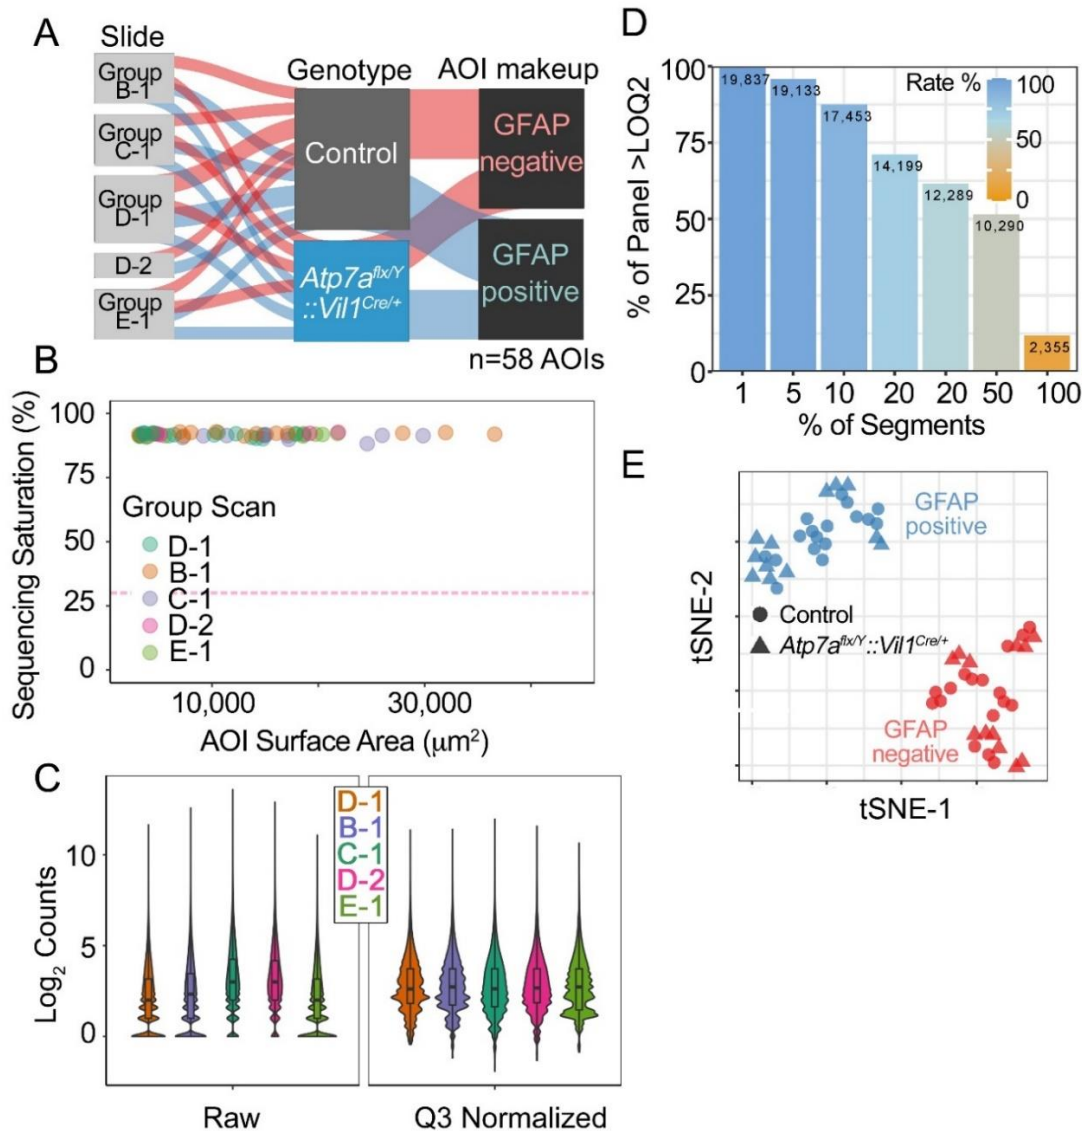 A
Slide
Group
B-1
Group
C-1
Group
D-1
D-2
Group
E-1
Genotype
Control
Atp7a^flx/Y
::Vil1^Cre/+
AOI makeup
GFAP
negative
GFAP
positive
n=58 AOIs
B
Sequencing Saturation (%)
100
75
50
25
0
Group Scan
D-1
B-1
C-1
D-2
E-1
10,000
30,000
AOI Surface Area (μm²)
C
Log₂ Counts
10
5
0
D-1
B-1
C-1
D-2
E-1
Raw
Q3 Normalized
D
% of Panel >LOQ2
100
75
50
25
0
19,837
19,133
17,453
14,199
12,289
10,290
2,355
Rate %
100
50
0
1 5 10 20 20 50 100
% of Segments
E
tSNE-2
GFAP
positive
Control
Atp7a^flx/Y::Vil1^Cre/+
GFAP
negative
tSNE-1